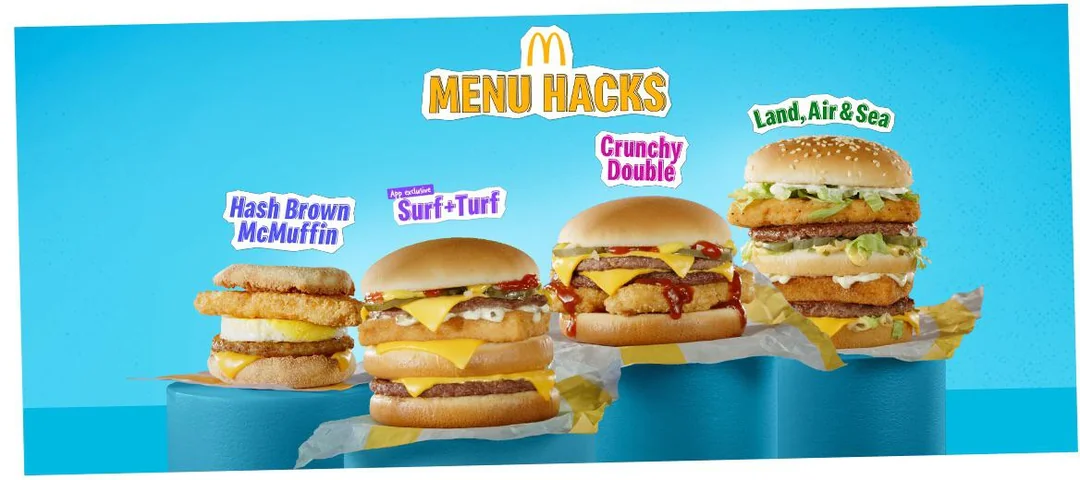 MENU HACKS
Hash Brown
McMuffin
App exclusive
Surf+Turf
Crunchy
Double
Land, Air & Sea